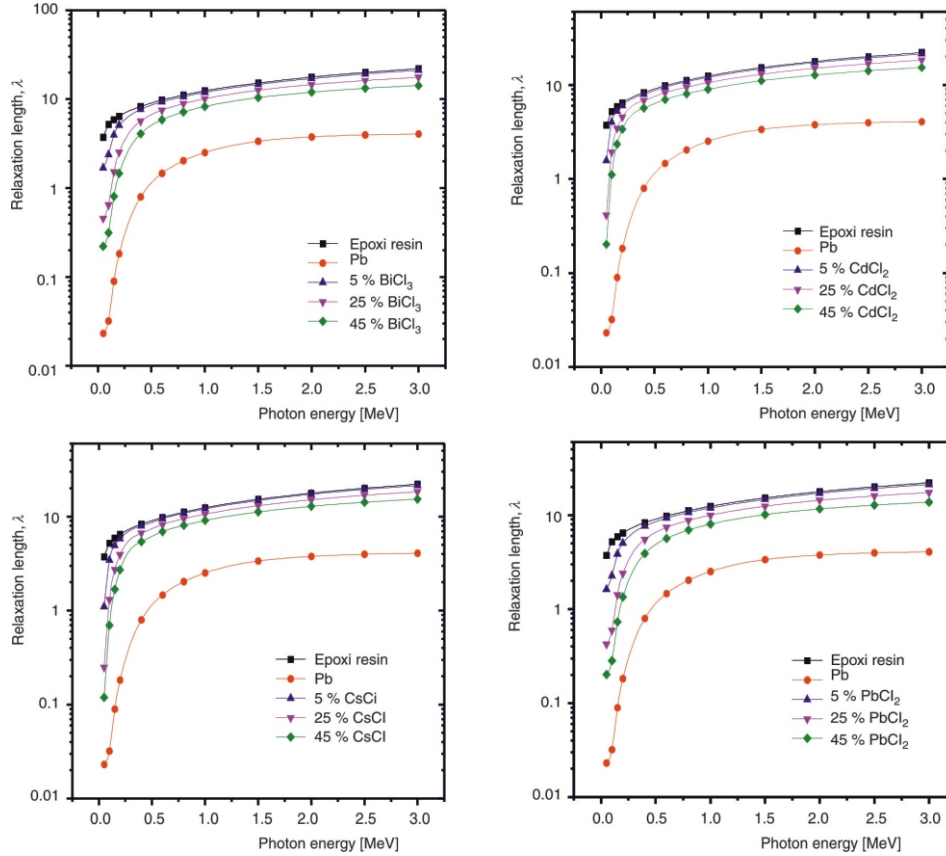 100
10
1
0.1
0.01
Relaxation length, λ
Epoxi resin
Pb
5 % BiCl3
25 % BiCl3
45 % BiCl3
0.0 0.5 1.0 1.5 2.0 2.5 3.0
Photon energy [MeV]
10
1
0.1
0.01
Relaxation length, λ
Epoxi resin
Pb
5 % CdCl2
25 % CdCl2
45 % CdCl2
0.0 0.5 1.0 1.5 2.0 2.5 3.0
Photon energy [MeV]
10
1
0.1
0.01
Relaxation length, λ
Epoxi resin
Pb
5 % CsCi
25 % CsCl
45 % CsCl
0.0 0.5 1.0 1.5 2.0 2.5 3.0
Photon energy [MeV]
10
1
0.1
0.01
Relaxation length, λ
Epoxi resin
Pb
5 % PbCl2
25 % PbCl2
45 % PbCl2
0.0 0.5 1.0 1.5 2.0 2.5 3.0
Photon energy [MeV]